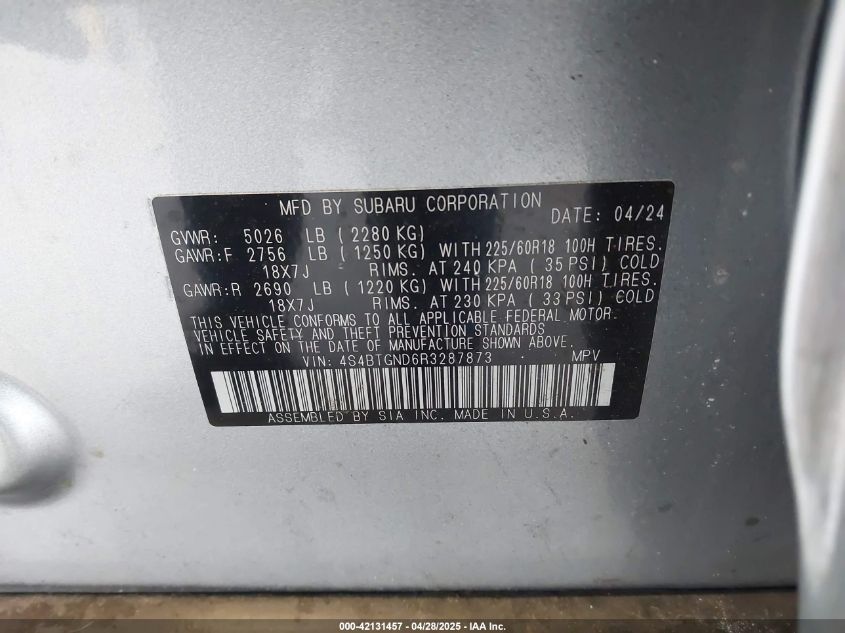 MFD BY SUBARU CORPORATION
DATE: 04/24
GVWR: 5026 LB ( 2280 KG)
GAWR:F 2756 LB ( 1250 KG) WITH 225/60R18 100H TIRES.
18X7J RIMS. AT 240 KPA ( 35 PSI) COLD
GAWR:R 2690 LB ( 1220 KG) WITH 225/60R18 100H TIRES.
18X7J RIMS. AT 230 KPA ( 33 PSI) COLD
THIS VEHICLE CONFORMS TO ALL APPLICABLE FEDERAL MOTOR
VEHICLE SAFETY AND THEFT PREVENTION STANDARDS
IN EFFECT ON THE DATE OF MANUFACTURE SHOWN ABOVE.
VIN: 4S4BTGND6R3287873 MPV
ASSEMBLED BY SIA INC. MADE IN U.S.A.
000-42131457 - 04/28/2025 - IAA Inc.